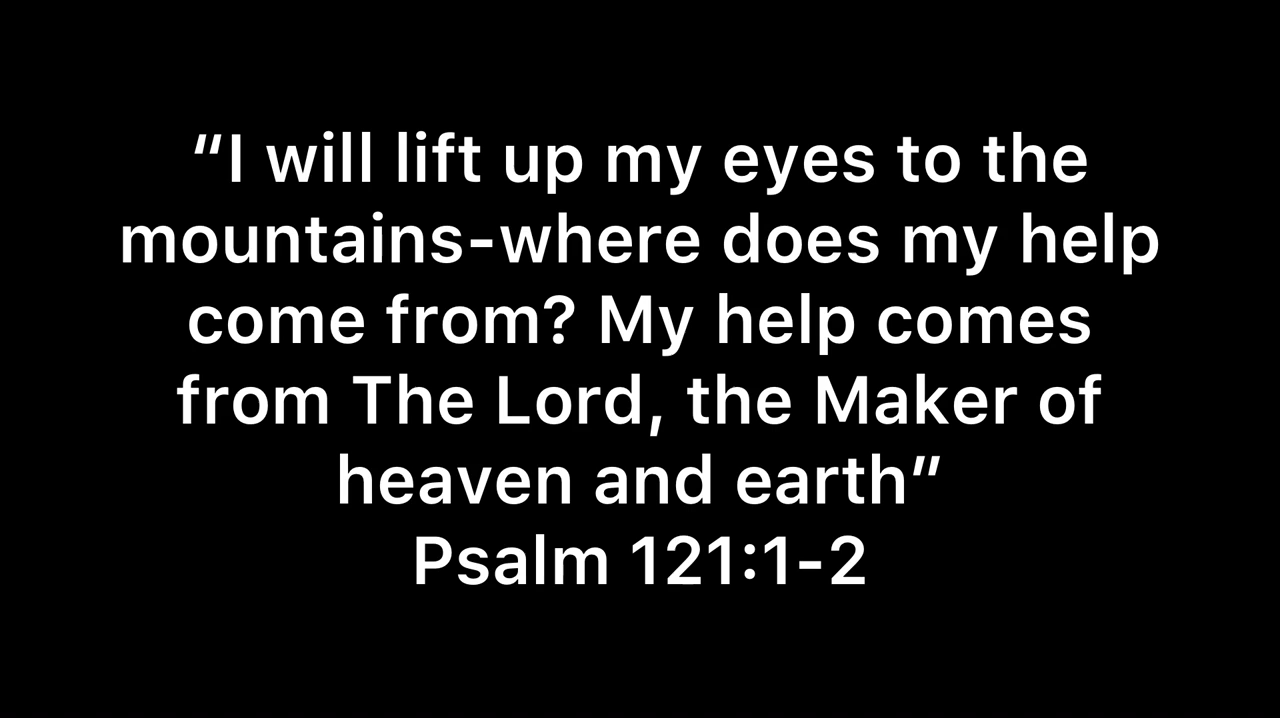 “I will lift up my eyes to the
mountains-where does my help
come from? My help comes
from The Lord, the Maker of
heaven and earth”
Psalm 121:1-2